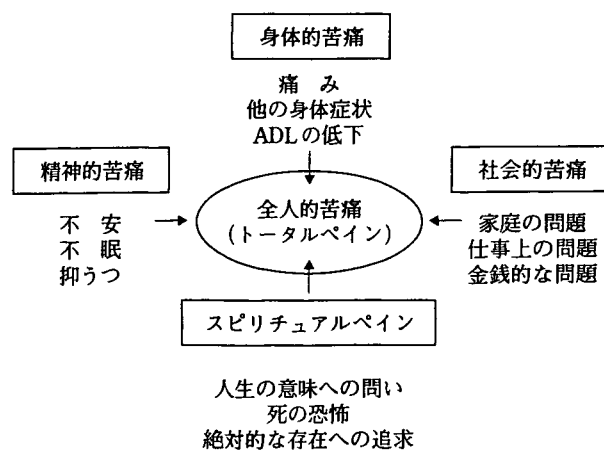 身体的苦痛
痛 み
他の身体症状
ADLの低下
精神的苦痛
不 安
不 眠
抑うつ
全人的苦痛
(トータルペイン)
社会的苦痛
家庭の問題
仕事上の問題
金銭的な問題
スピリチュアルペイン
人生の意味への問い
死の恐怖
絶対的な存在への追求